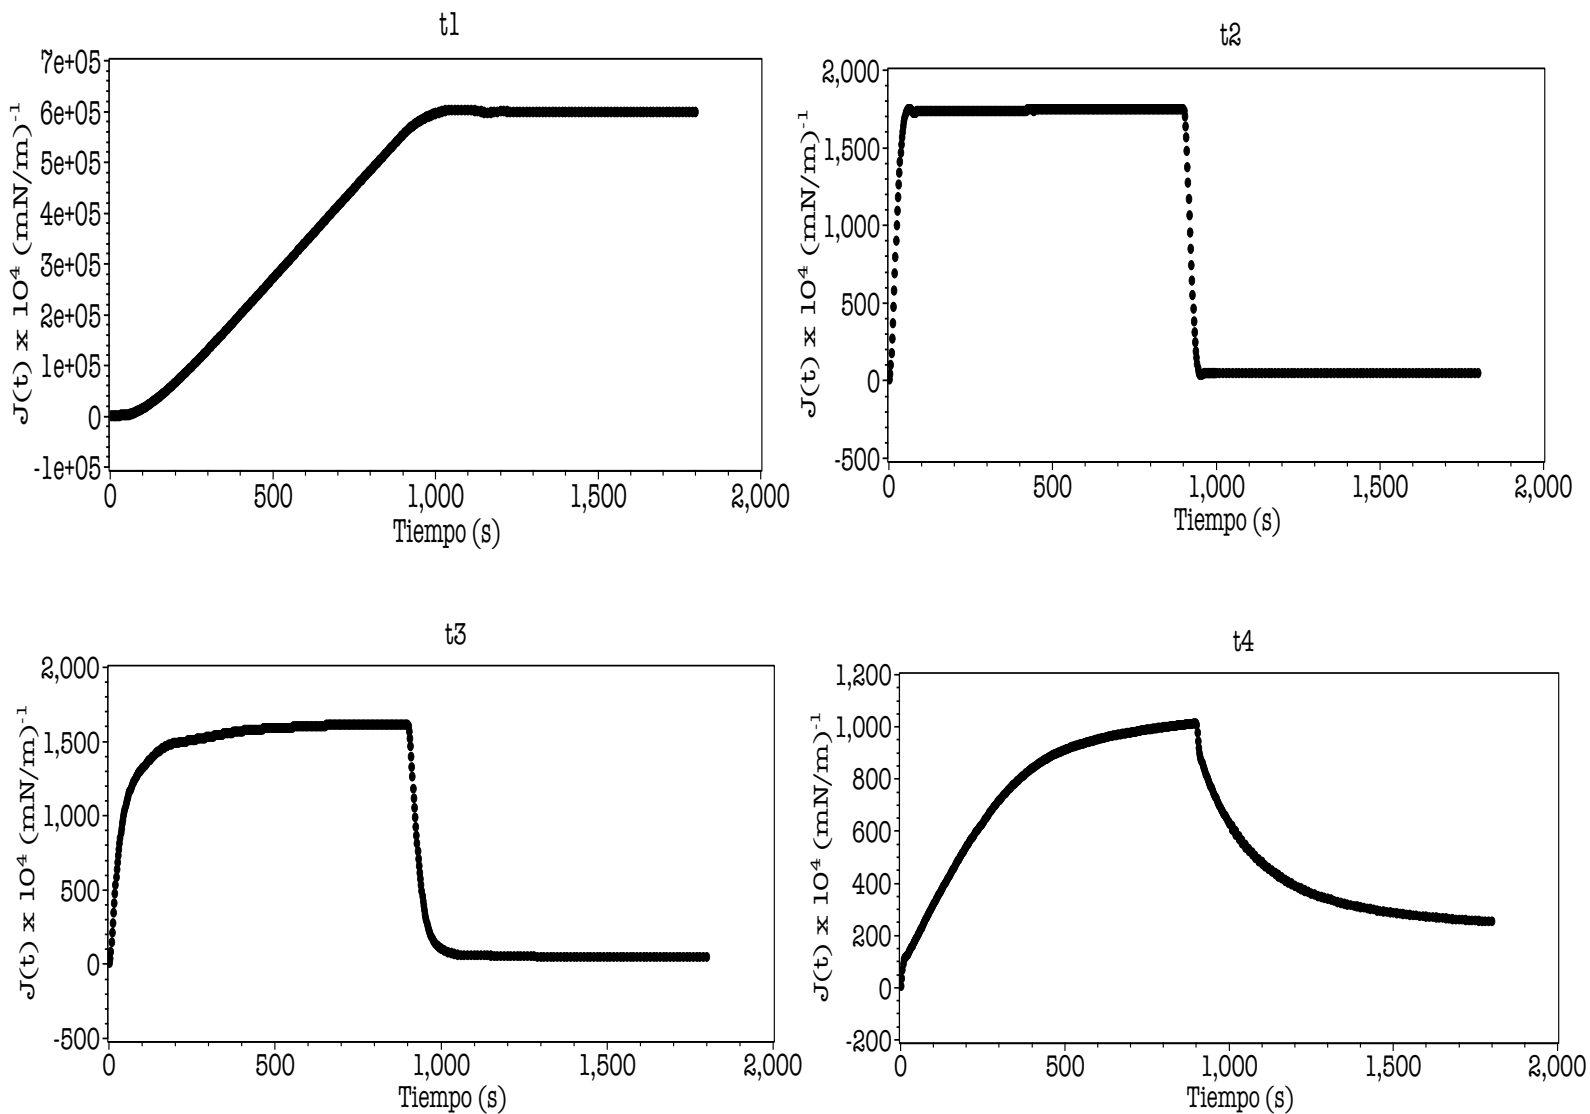 t1
7e+05
6e+05
5e+05
4e+05
3e+05
2e+05
1e+05
0
-1e+05
J(t) x 10⁴ (mN/m)⁻¹
0 500 1,000 1,500 2,000
Tiempo (s)
t2
2,000
1,500
1,000
500
0
-500
J(t) x 10⁴ (mN/m)⁻¹
0 500 1,000 1,500 2,000
Tiempo (s)
t3
2,000
1,500
1,000
500
0
-500
J(t) x 10⁴ (mN/m)⁻¹
0 500 1,000 1,500 2,000
Tiempo (s)
t4
1,200
1,000
800
600
400
200
0
-200
J(t) x 10⁴ (mN/m)⁻¹
0 500 1,000 1,500 2,000
Tiempo (s)